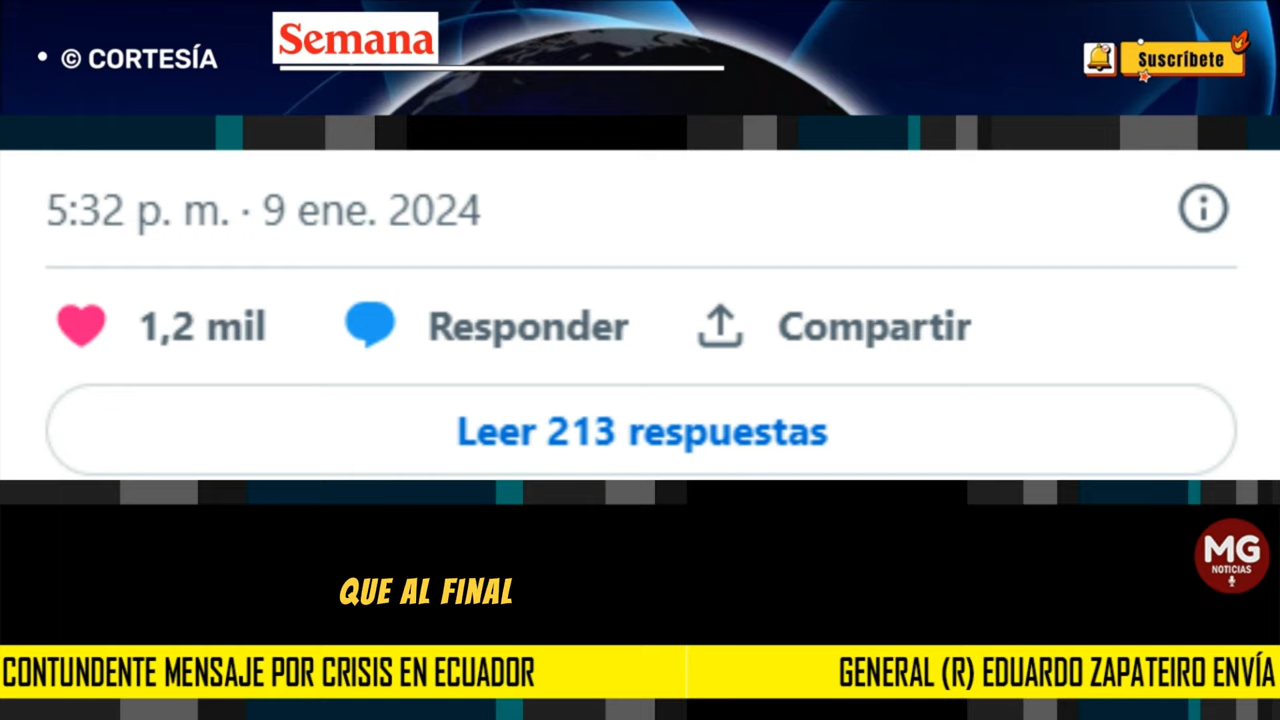 • © CORTESÍA
Semana
Suscríbete
5:32 p. m. · 9 ene. 2024
1,2 mil Responder Compartir
Leer 213 respuestas
MG
NOTICIAS
QUE AL FINAL
CONTUNDENTE MENSAJE POR CRISIS EN ECUADOR
GENERAL (R) EDUARDO ZAPATEIRO ENVÍA